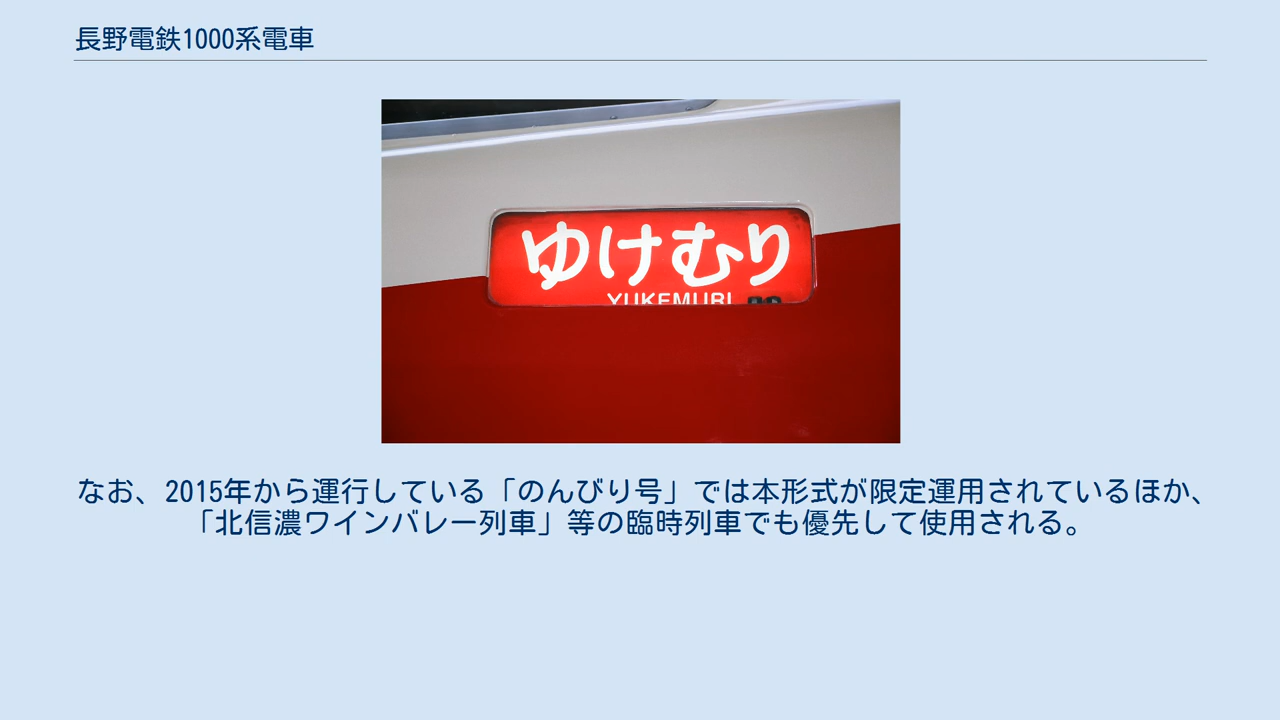 長野電鉄1000系電車
ゆけむり
YUKEMURI
なお、2015年から運行している「のんびり号」では本形式が限定運用されているほか、
「北信濃ワインバレー列車」等の臨時列車でも優先して使用される。